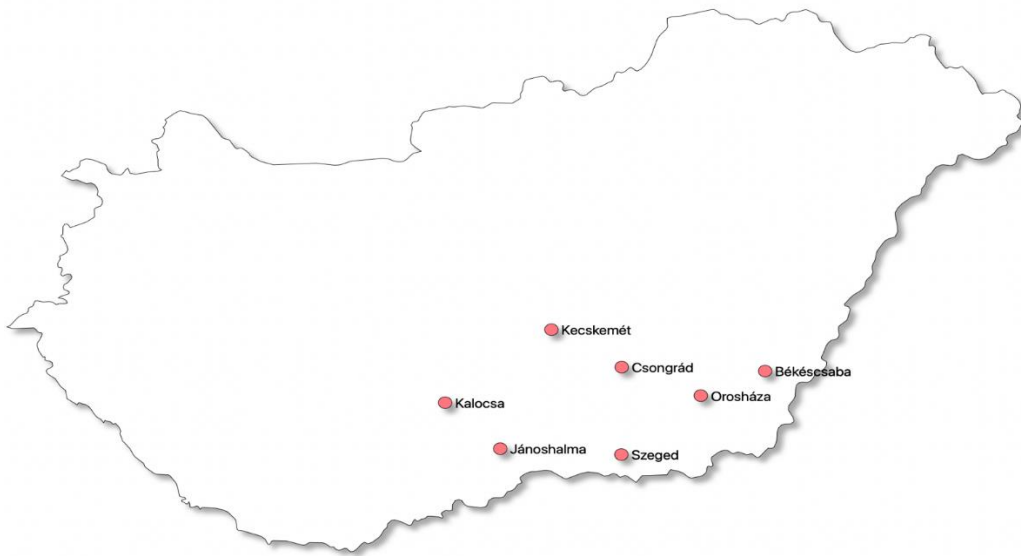 Kecskemét
Csongrád
Békéscsaba
Orosháza
Kalocsa
Jánoshalma
Szeged